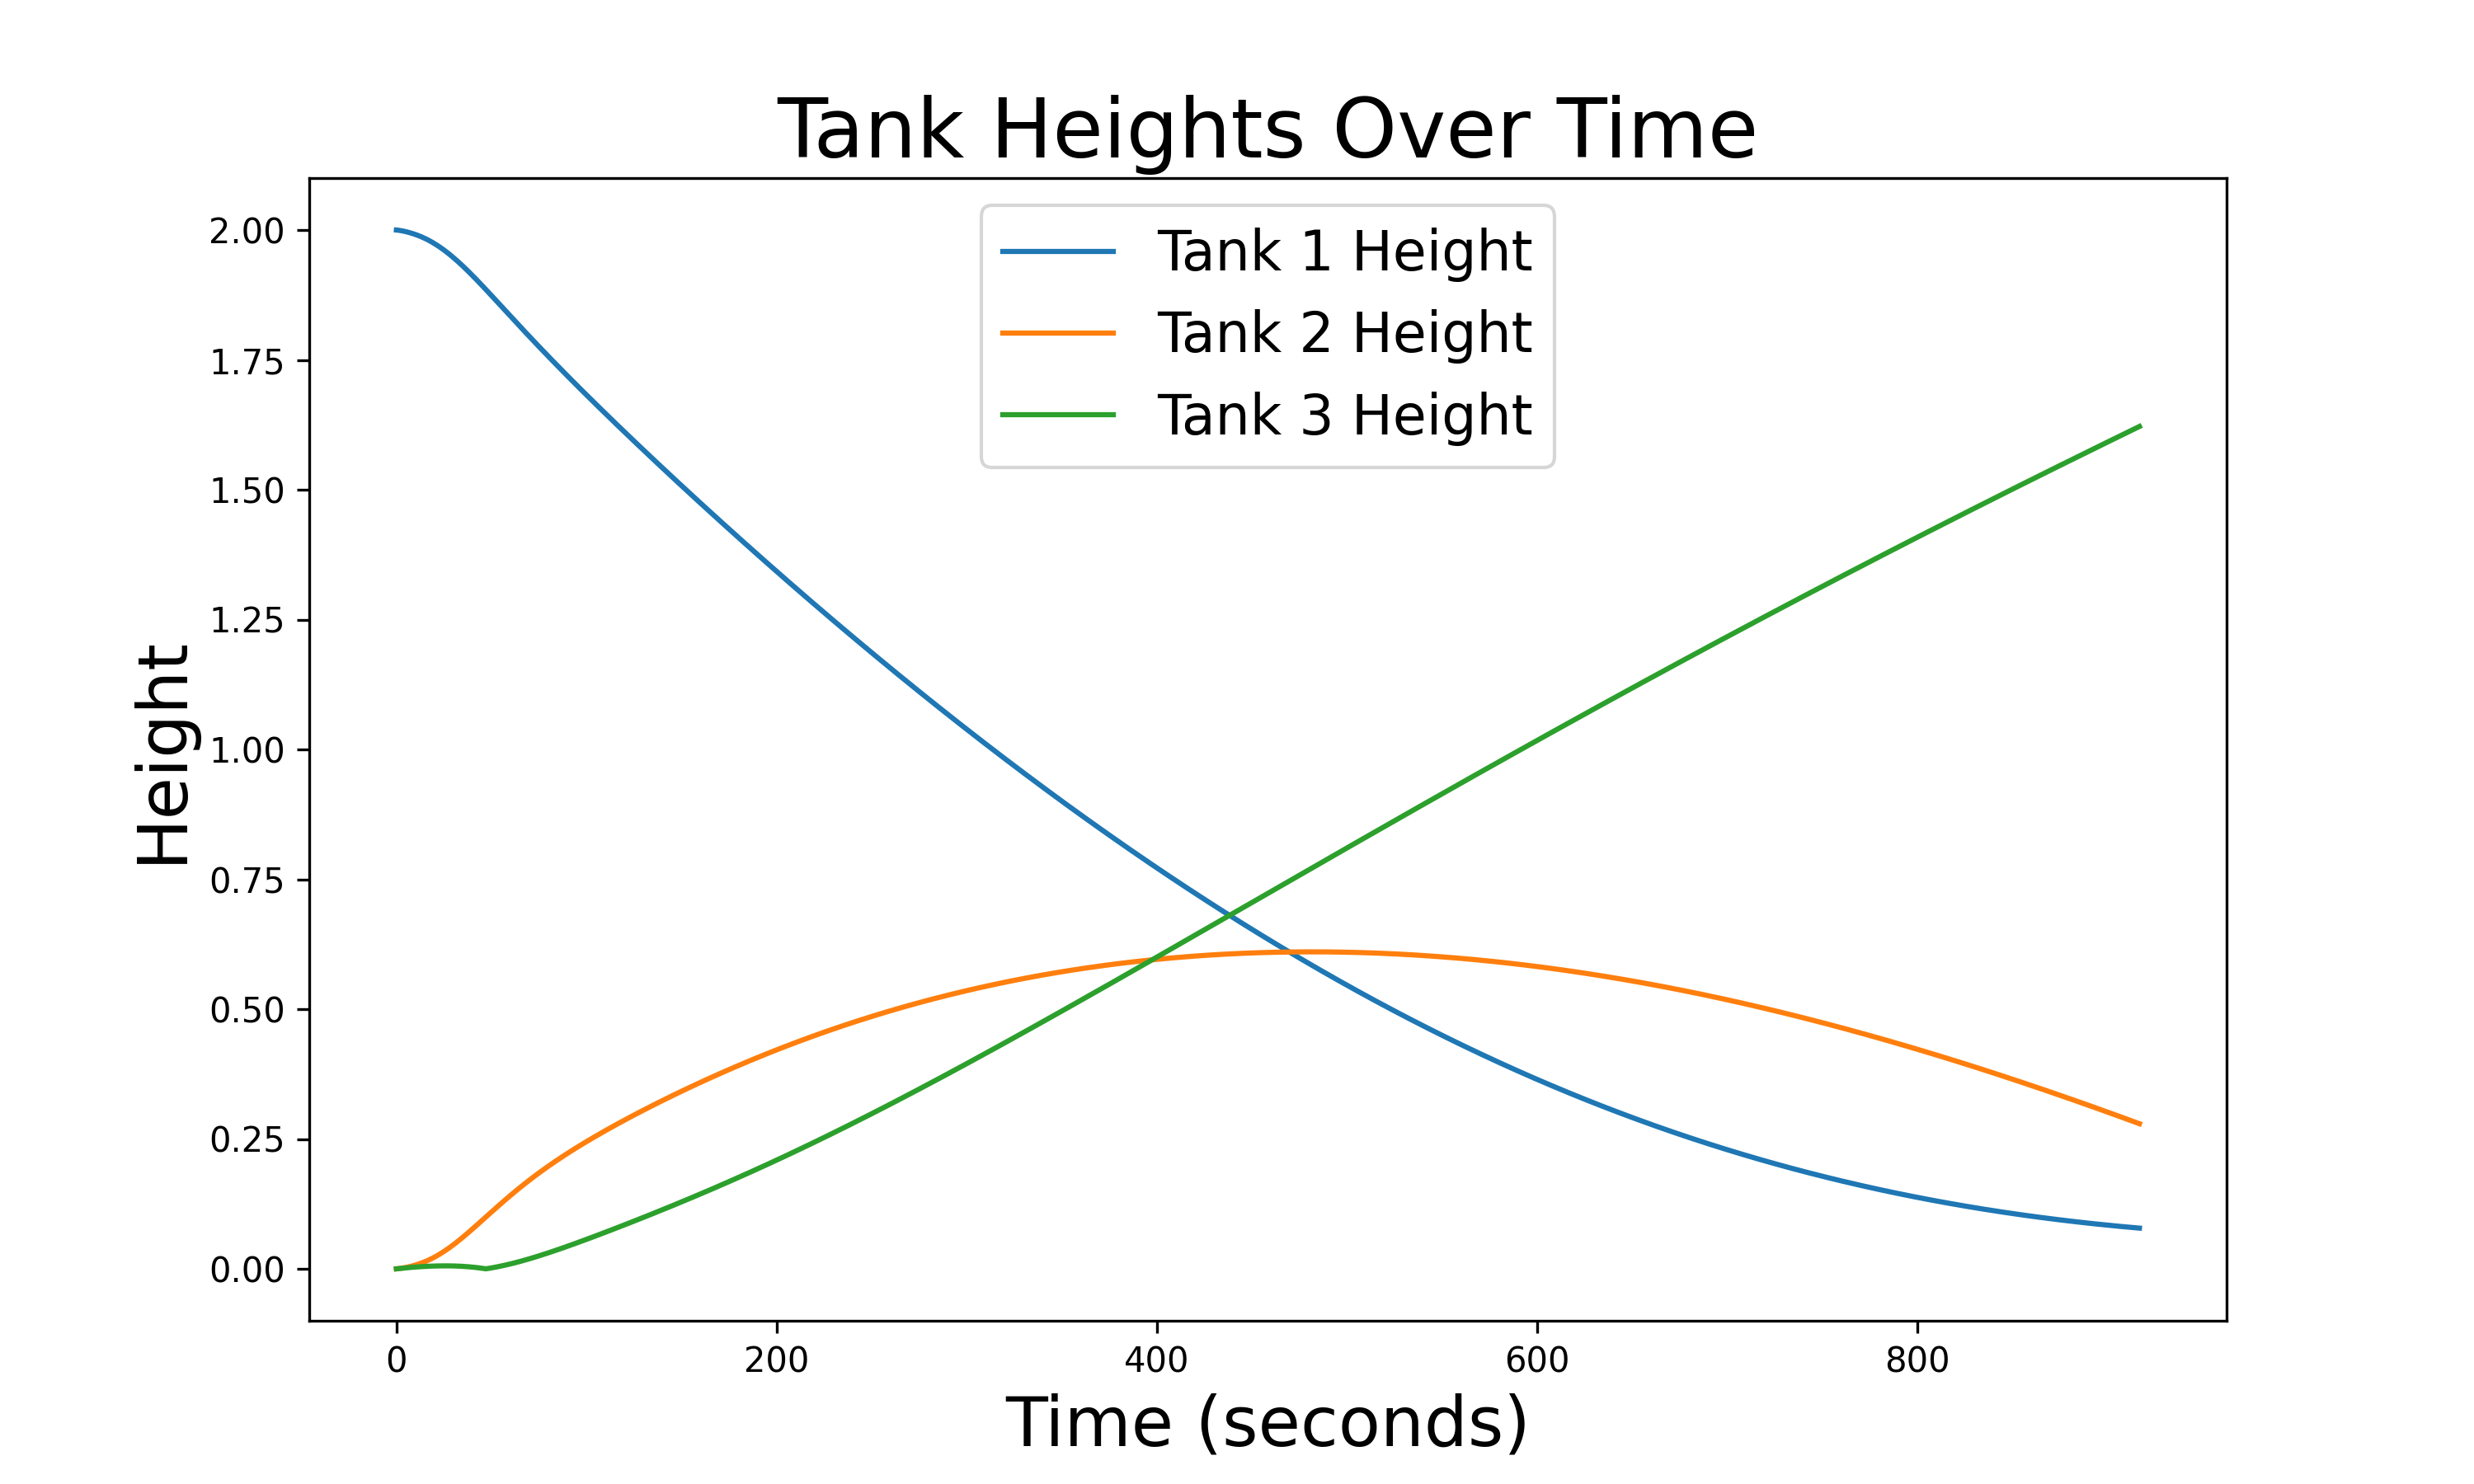 Tank Heights Over Time
Tank 1 Height
Tank 2 Height
Tank 3 Height
Height
2.00
1.75
1.50
1.25
1.00
0.75
0.50
0.25
0.00
0 200 400 600 800
Time (seconds)